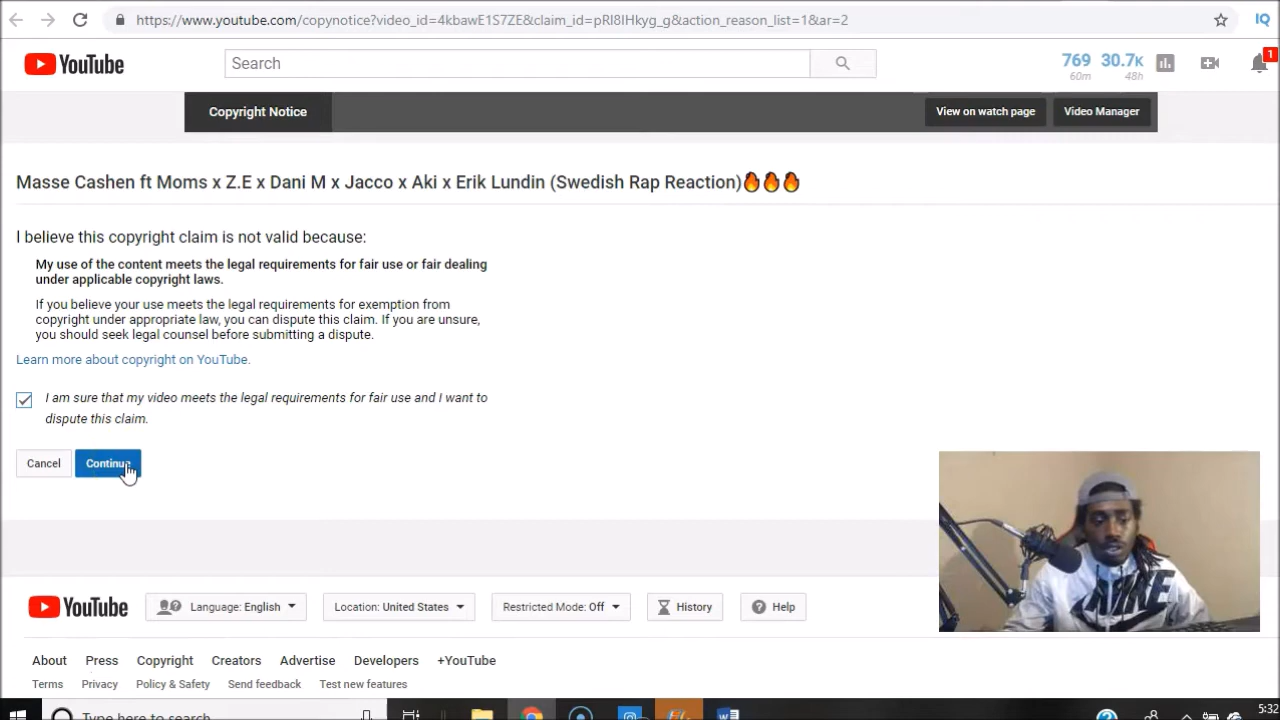 https://www.youtube.com/copynotice?video_id=4kbawE1S7ZE&claim_id=pRl8IHkyg_g&action_reason_list=1&ar=2
IQ
YouTube
Search
769
60m
30.7K
48h
1
Copyright Notice
View on watch page
Video Manager
Masse Cashen ft Moms x Z.E x Dani M x Jacco x Aki x Erik Lundin (Swedish Rap Reaction)🔥🔥🔥
I believe this copyright claim is not valid because:
My use of the content meets the legal requirements for fair use or fair dealing
under applicable copyright laws.
If you believe your use meets the legal requirements for exemption from
copyright under appropriate law, you can dispute this claim. If you are unsure,
you should seek legal counsel before submitting a dispute.
Learn more about copyright on YouTube.
I am sure that my video meets the legal requirements for fair use and I want to
dispute this claim.
Cancel
Continue
NIKE
YouTube
Language: English
Location: United States
Restricted Mode: Off
History
Help
About Press Copyright Creators Advertise Developers +YouTube
Terms Privacy Policy & Safety Send feedback Test new features
Type here to search
5:32